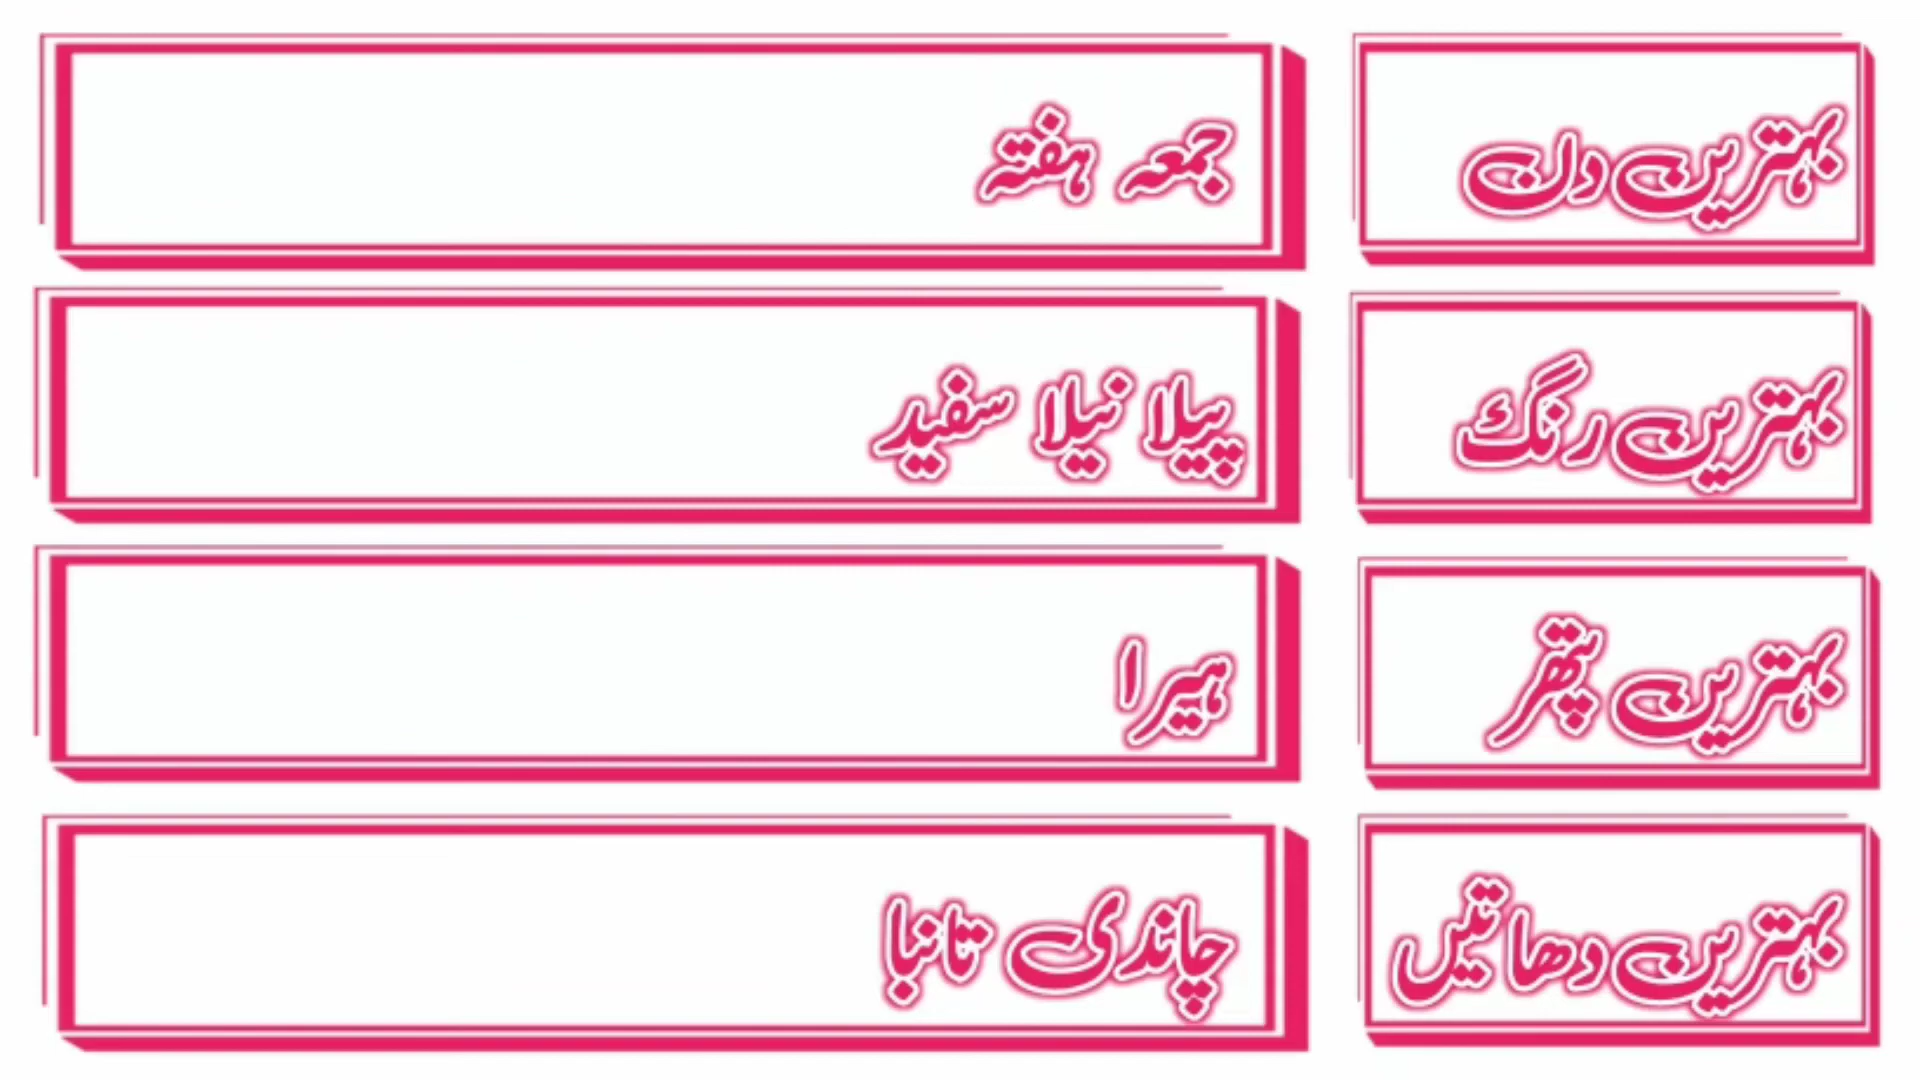 بہترین دن
جمعہ ہفتہ
بہترین رنگ
پیلا نیلا سفید
بہترین پتھر
ہیرا
بہترین دھاتیں
چاندی تانبا